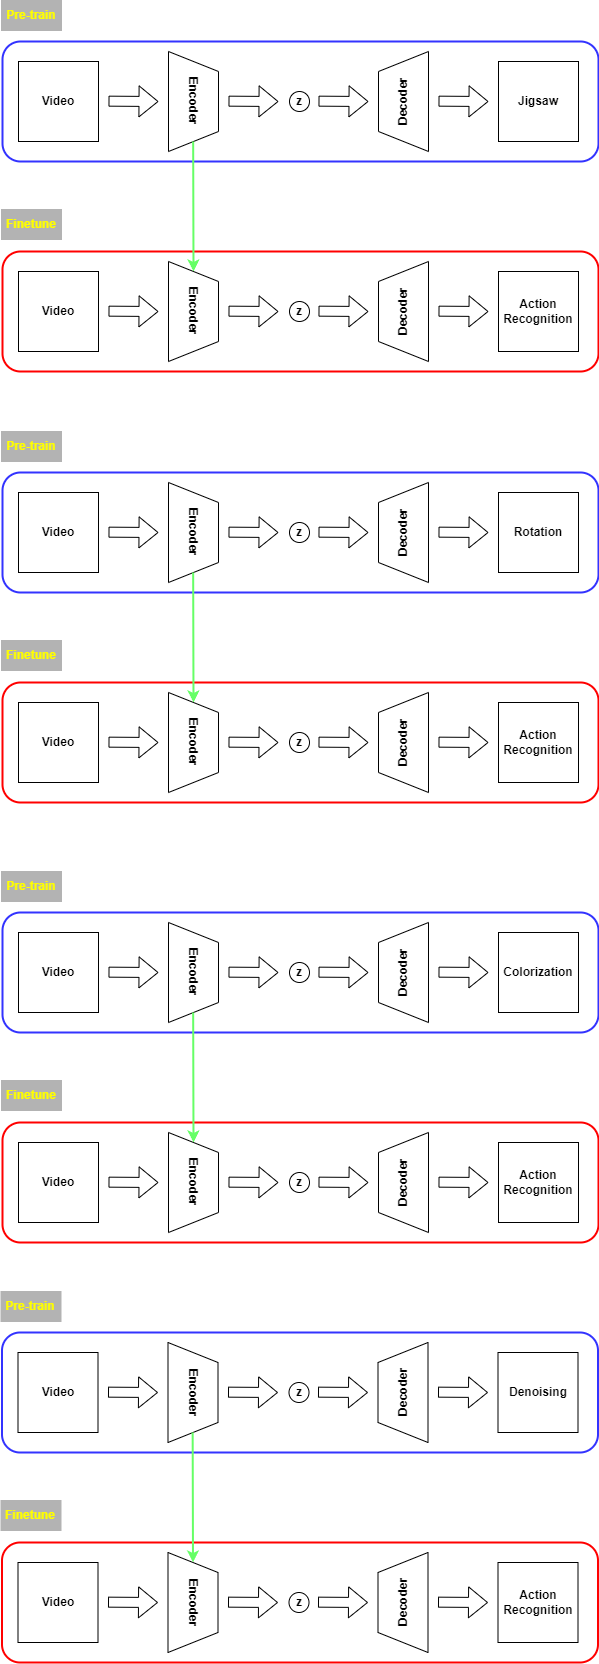 Pre-train
Video
Encoder
z
Decoder
Jigsaw
Finetune
Video
Encoder
z
Decoder
Action
Recognition
Pre-train
Video
Encoder
z
Decoder
Rotation
Finetune
Video
Encoder
z
Decoder
Action
Recognition
Pre-train
Video
Encoder
z
Decoder
Colorization
Finetune
Video
Encoder
z
Decoder
Action
Recognition
Pre-train
Video
Encoder
z
Decoder
Denoising
Finetune
Video
Encoder
z
Decoder
Action
Recognition